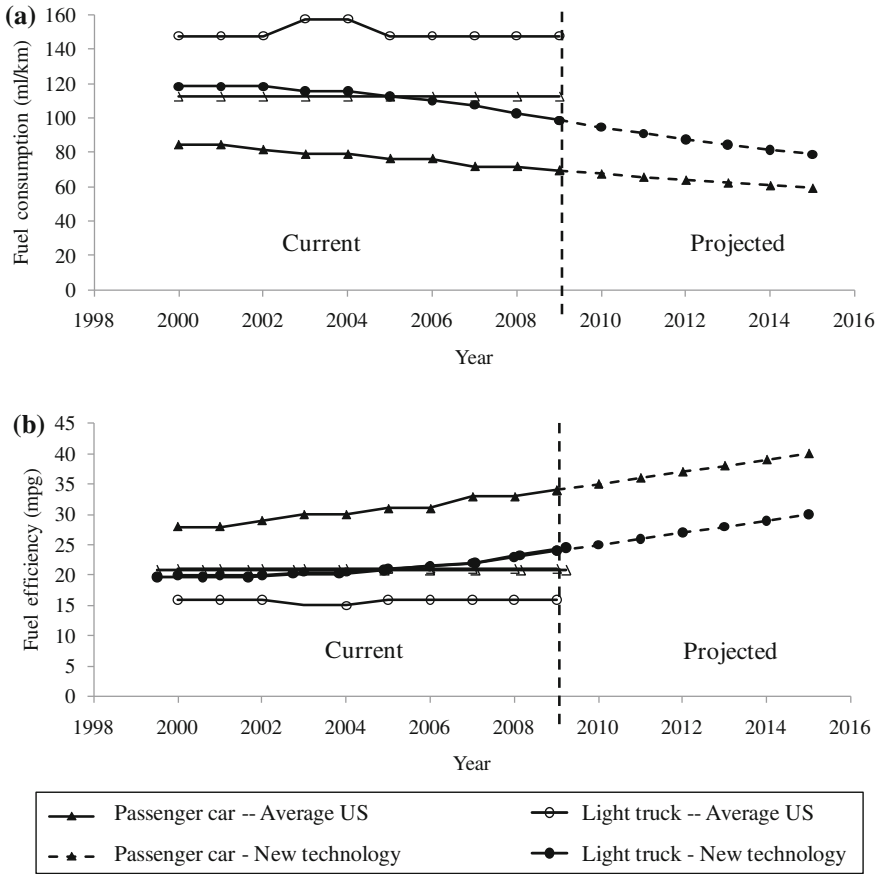 (a)
Fuel consumption (ml/km)
160
140
120
100
80
60
40
20
0
Current
Projected
1998 2000 2002 2004 2006 2008 2010 2012 2014 2016
Year
(b)
Fuel efficiency (mpg)
45
40
35
30
25
20
15
10
5
0
Current
Projected
1998 2000 2002 2004 2006 2008 2010 2012 2014 2016
Year
Passenger car -- Average US
Light truck -- Average US
Passenger car - New technology
Light truck - New technology